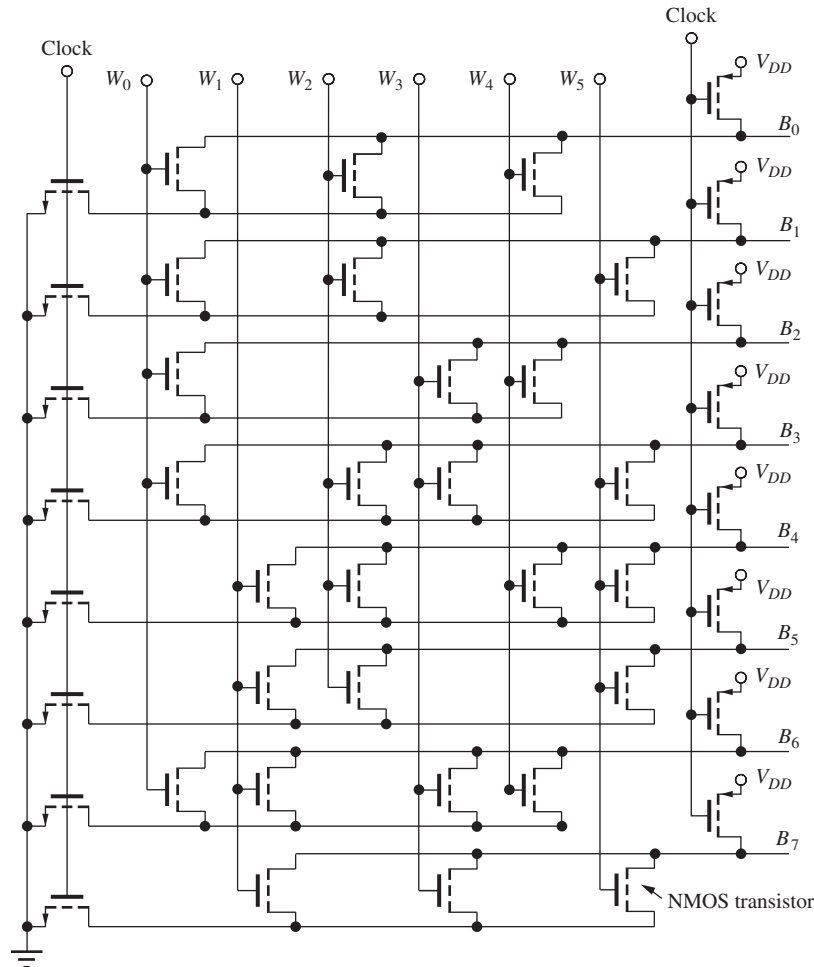 Clock
Clock
W0 W1 W2 W3 W4 W5
VDD
B0
VDD
B1
VDD
B2
VDD
B3
VDD
B4
VDD
B5
VDD
B6
VDD
B7
NMOS transistor